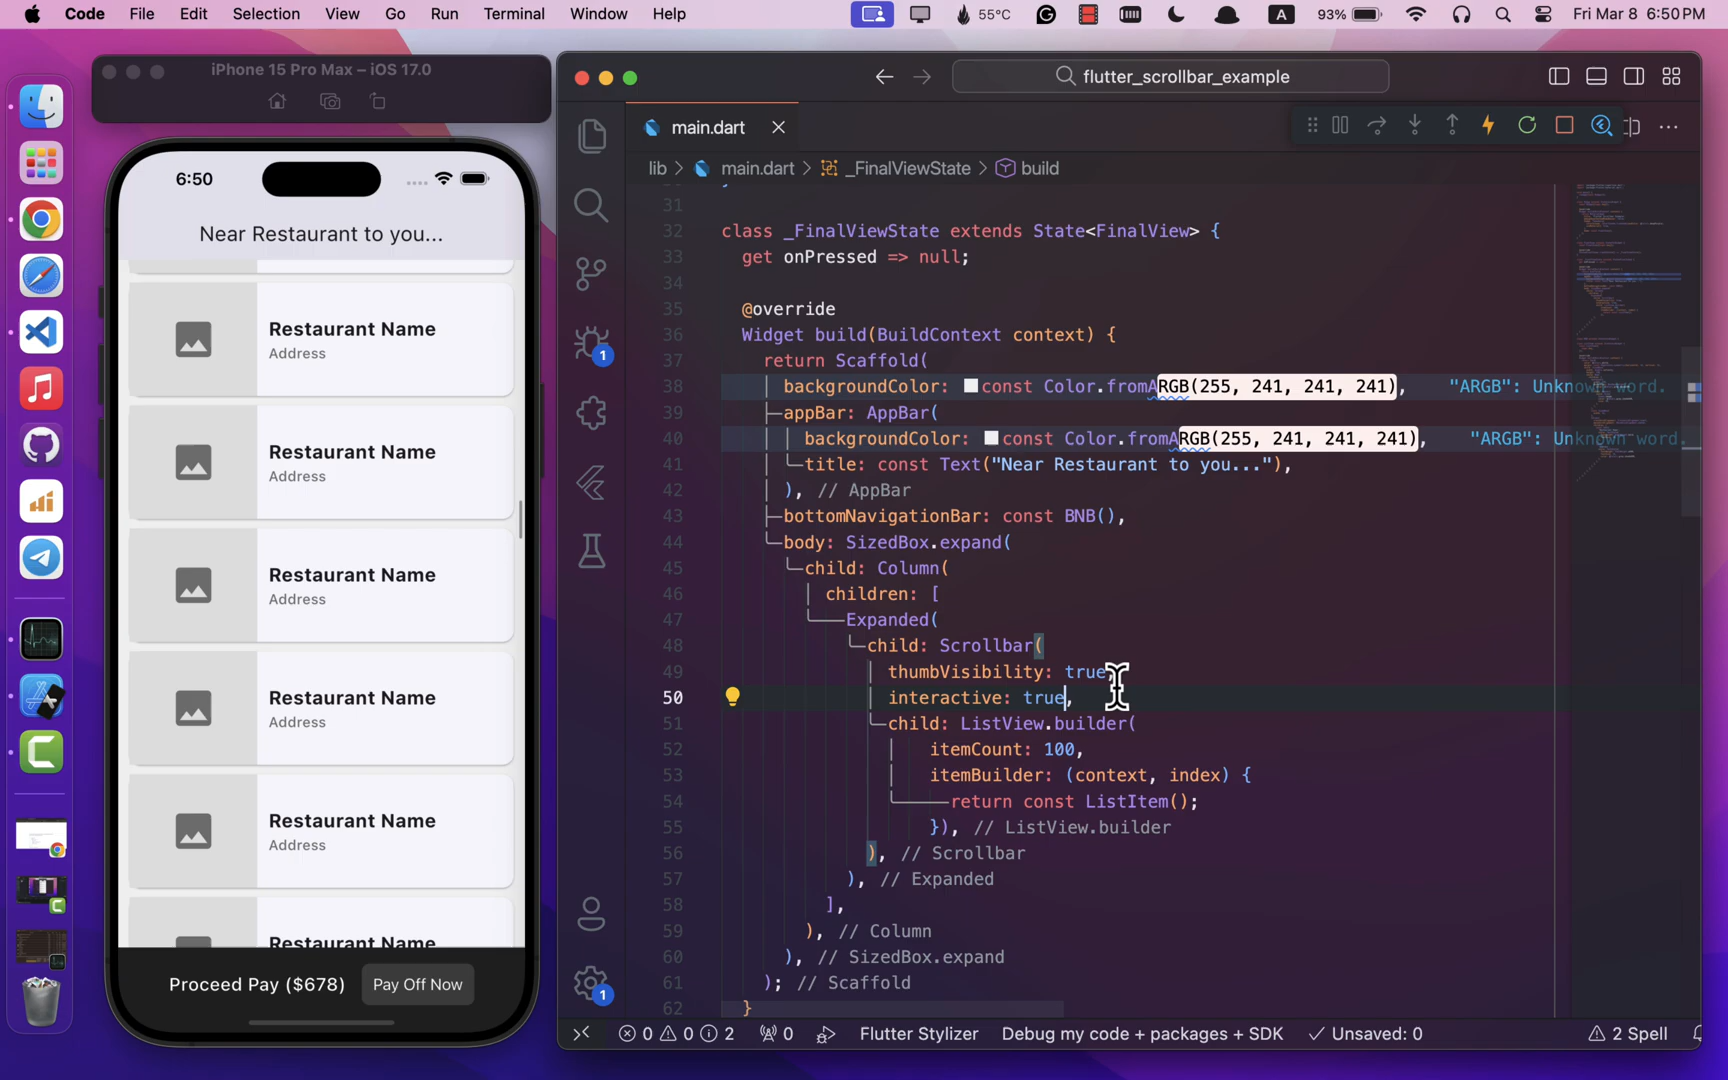 Code File Edit Selection View Go Run Terminal Window Help
55°C A 93% Fri Mar 8 6:50 PM
iPhone 15 Pro Max – iOS 17.0
6:50
Near Restaurant to you...
Restaurant Name
Address
Restaurant Name
Address
Restaurant Name
Address
Restaurant Name
Address
Restaurant Name
Address
Restaurant Name
Proceed Pay ($678) Pay Off Now
flutter_scrollbar_example
main.dart
lib > main.dart > _FinalViewState > build
31
32 class _FinalViewState extends State<FinalView> {
33 get onPressed => null;
34
35 @override
36 Widget build(BuildContext context) {
37 return Scaffold(
38 backgroundColor: const Color.fromARGB(255, 241, 241, 241), "ARGB": Unknown word.
39 appBar: AppBar(
40 backgroundColor: const Color.fromARGB(255, 241, 241, 241), "ARGB": Unknown word.
41 title: const Text("Near Restaurant to you..."),
42 ), // AppBar
43 bottomNavigationBar: const BNB(),
44 body: SizedBox.expand(
45 child: Column(
46 children: [
47 Expanded(
48 child: Scrollbar(
49 thumbVisibility: true,
50 interactive: true,
51 child: ListView.builder(
52 itemCount: 100,
53 itemBuilder: (context, index) {
54 return const ListItem();
55 }), // ListView.builder
56 ), // Scrollbar
57 ), // Expanded
58 ],
59 ), // Column
60 ), // SizedBox.expand
61 ); // Scaffold
62 }
1
1
0 0 2 0 Flutter Stylizer Debug my code + packages + SDK Unsaved: 0 2 Spell